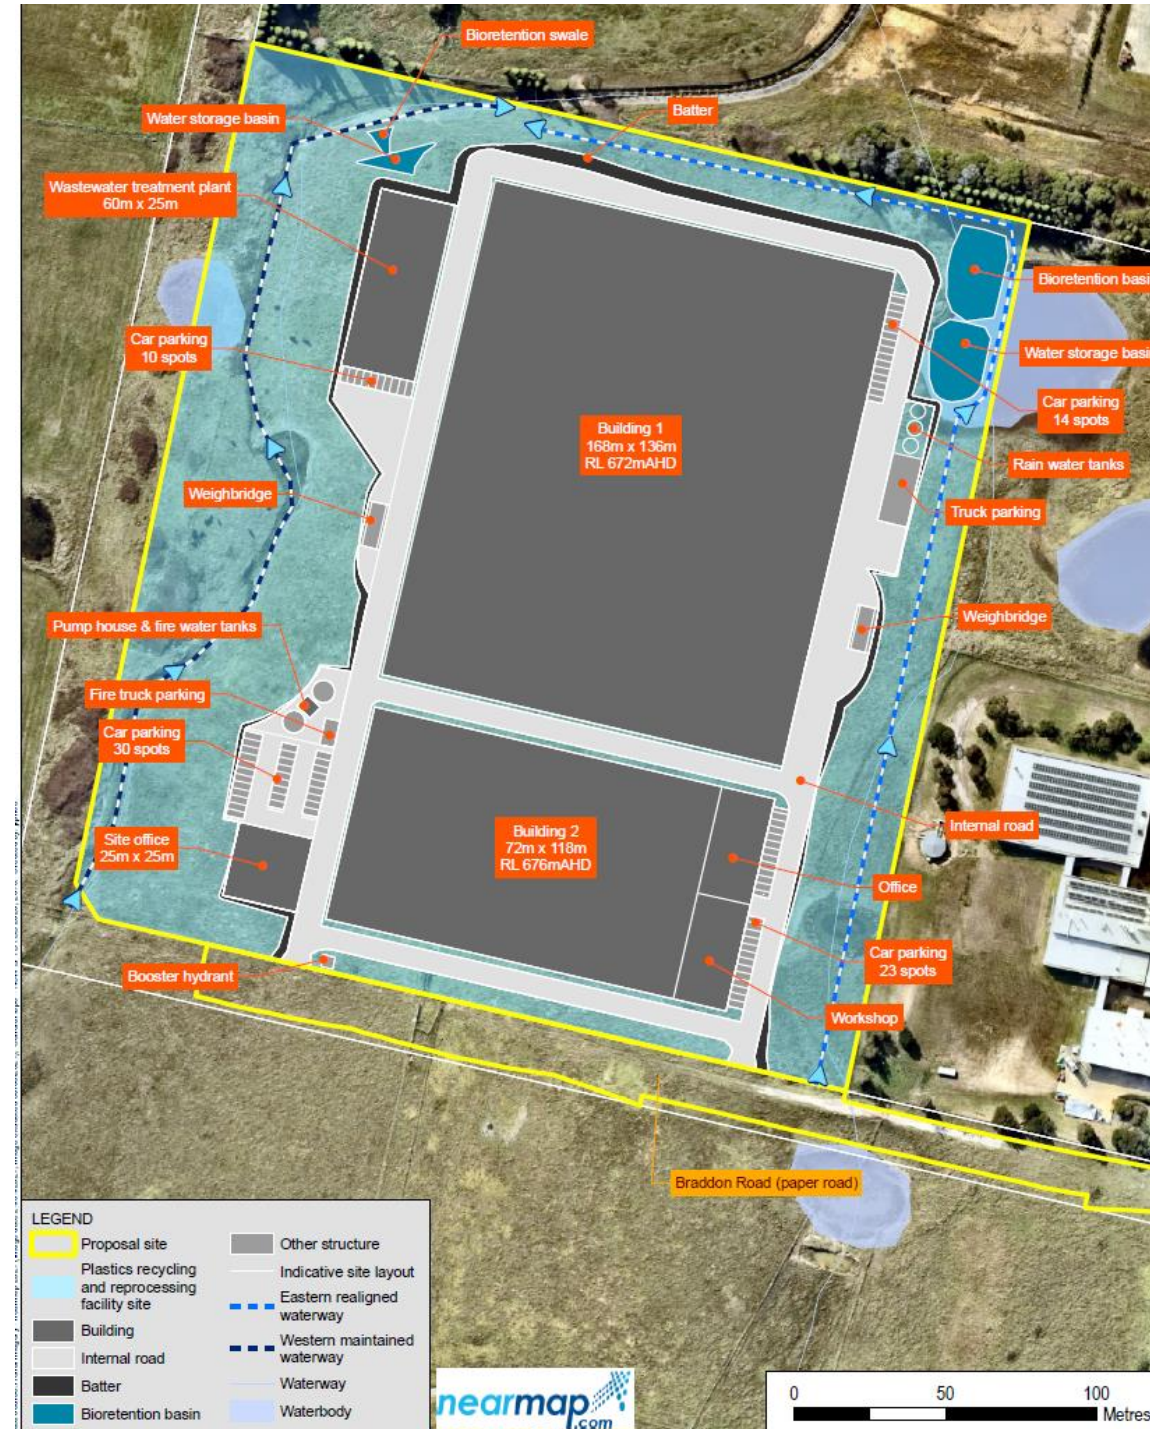 Bioretention swale
Water storage basin
Batter
Wastewater treatment plant
60m x 25m
Bioretention basi
Car parking
10 spots
Water storage basi
Car parking
14 spots
Building 1
168m x 136m
RL 672mAHD
Rain water tanks
Weighbridge
Truck parking
Pump house & fire water tanks
Weighbridge
Fire truck parking
Car parking
30 spots
Internal road
Site office
25m x 25m
Building 2
72m x 118m
RL 676mAHD
Office
Car parking
23 spots
Booster hydrant
Workshop
Braddon Road (paper road)
LEGEND
Proposal site
Plastics recycling
and reprocessing
facility site
Building
Internal road
Batter
Bioretention basin
Other structure
Indicative site layout
Eastern realigned
waterway
Western maintained
waterway
Waterway
Waterbody
nearmap
.com
0 50 100
Metres